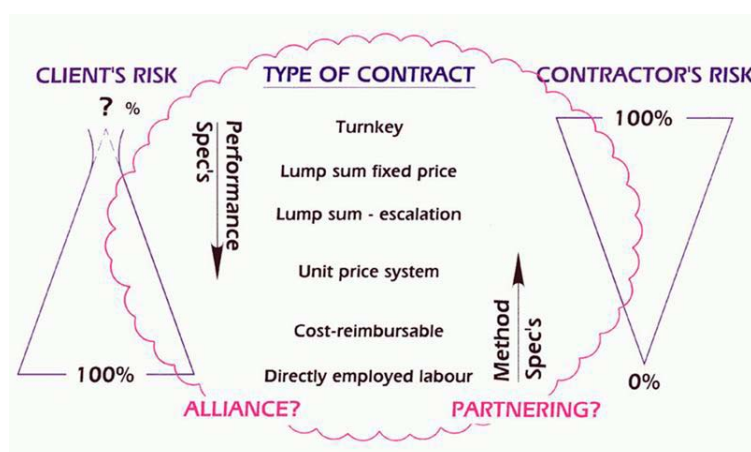 CLIENT'S RISK
TYPE OF CONTRACT
CONTRACTOR'S RISK
? %
100%
Turnkey
Performance
Spec's
Lump sum fixed price
Lump sum - escalation
Unit price system
Method
Spec's
Cost-reimbursable
100%
Directly employed labour
0%
ALLIANCE?
PARTNERING?